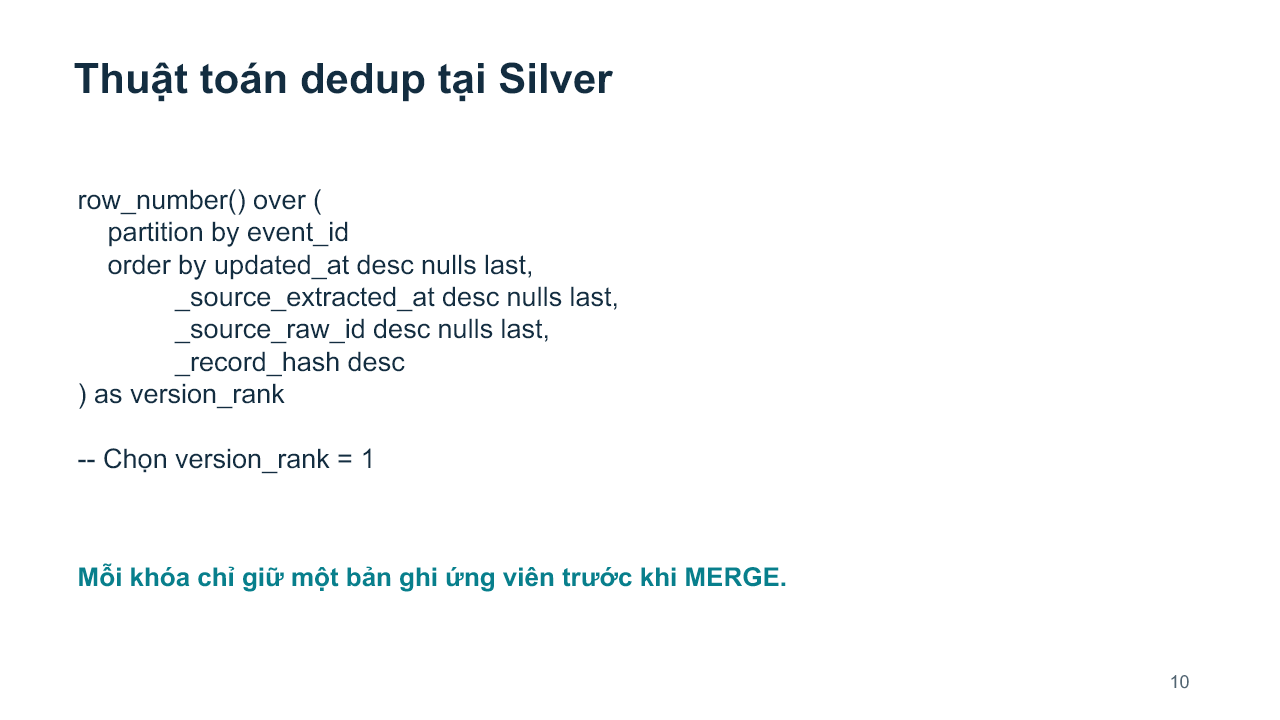 Thuật toán dedup tại Silver
row_number() over (
partition by event_id
order by updated_at desc nulls last,
_source_extracted_at desc nulls last,
_source_raw_id desc nulls last,
_record_hash desc
) as version_rank
-- Chọn version_rank = 1
Mỗi khóa chỉ giữ một bản ghi ứng viên trước khi MERGE.
10